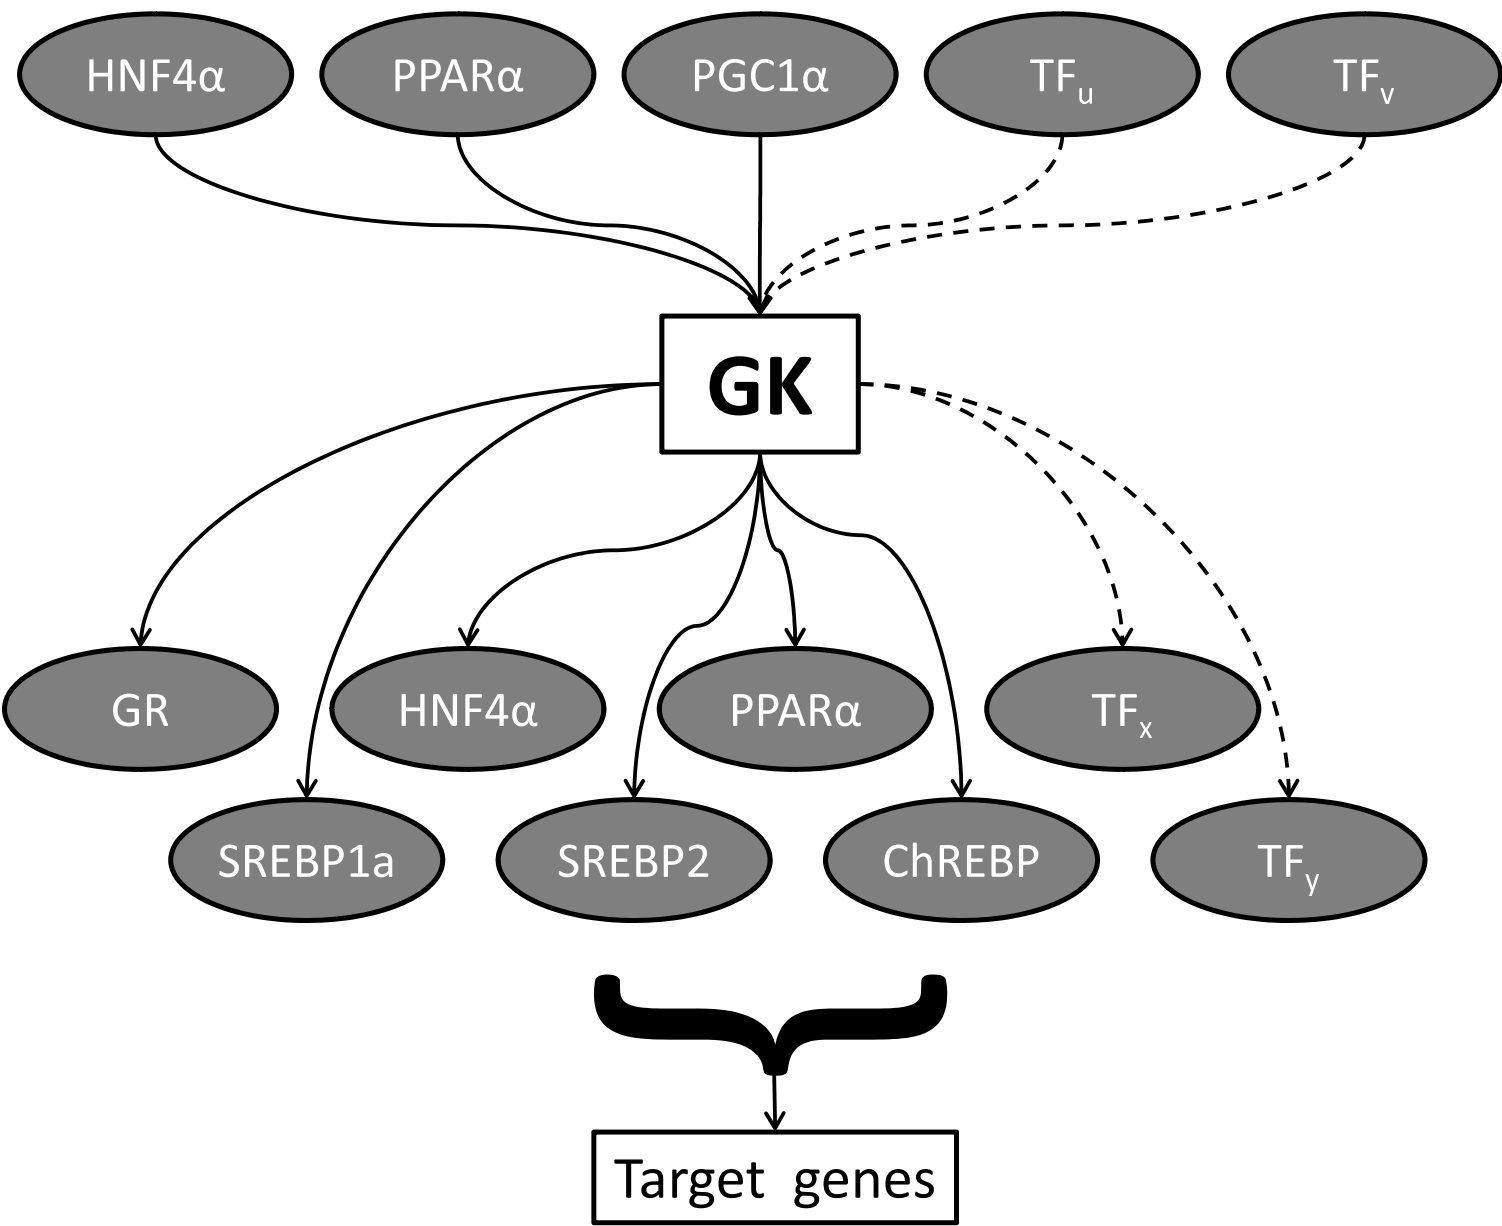 HNF4α PPARα PGC1α TFu TFv
GK
GR HNF4α PPARα TFx
SREBP1a SREBP2 ChREBP TFy
Target genes